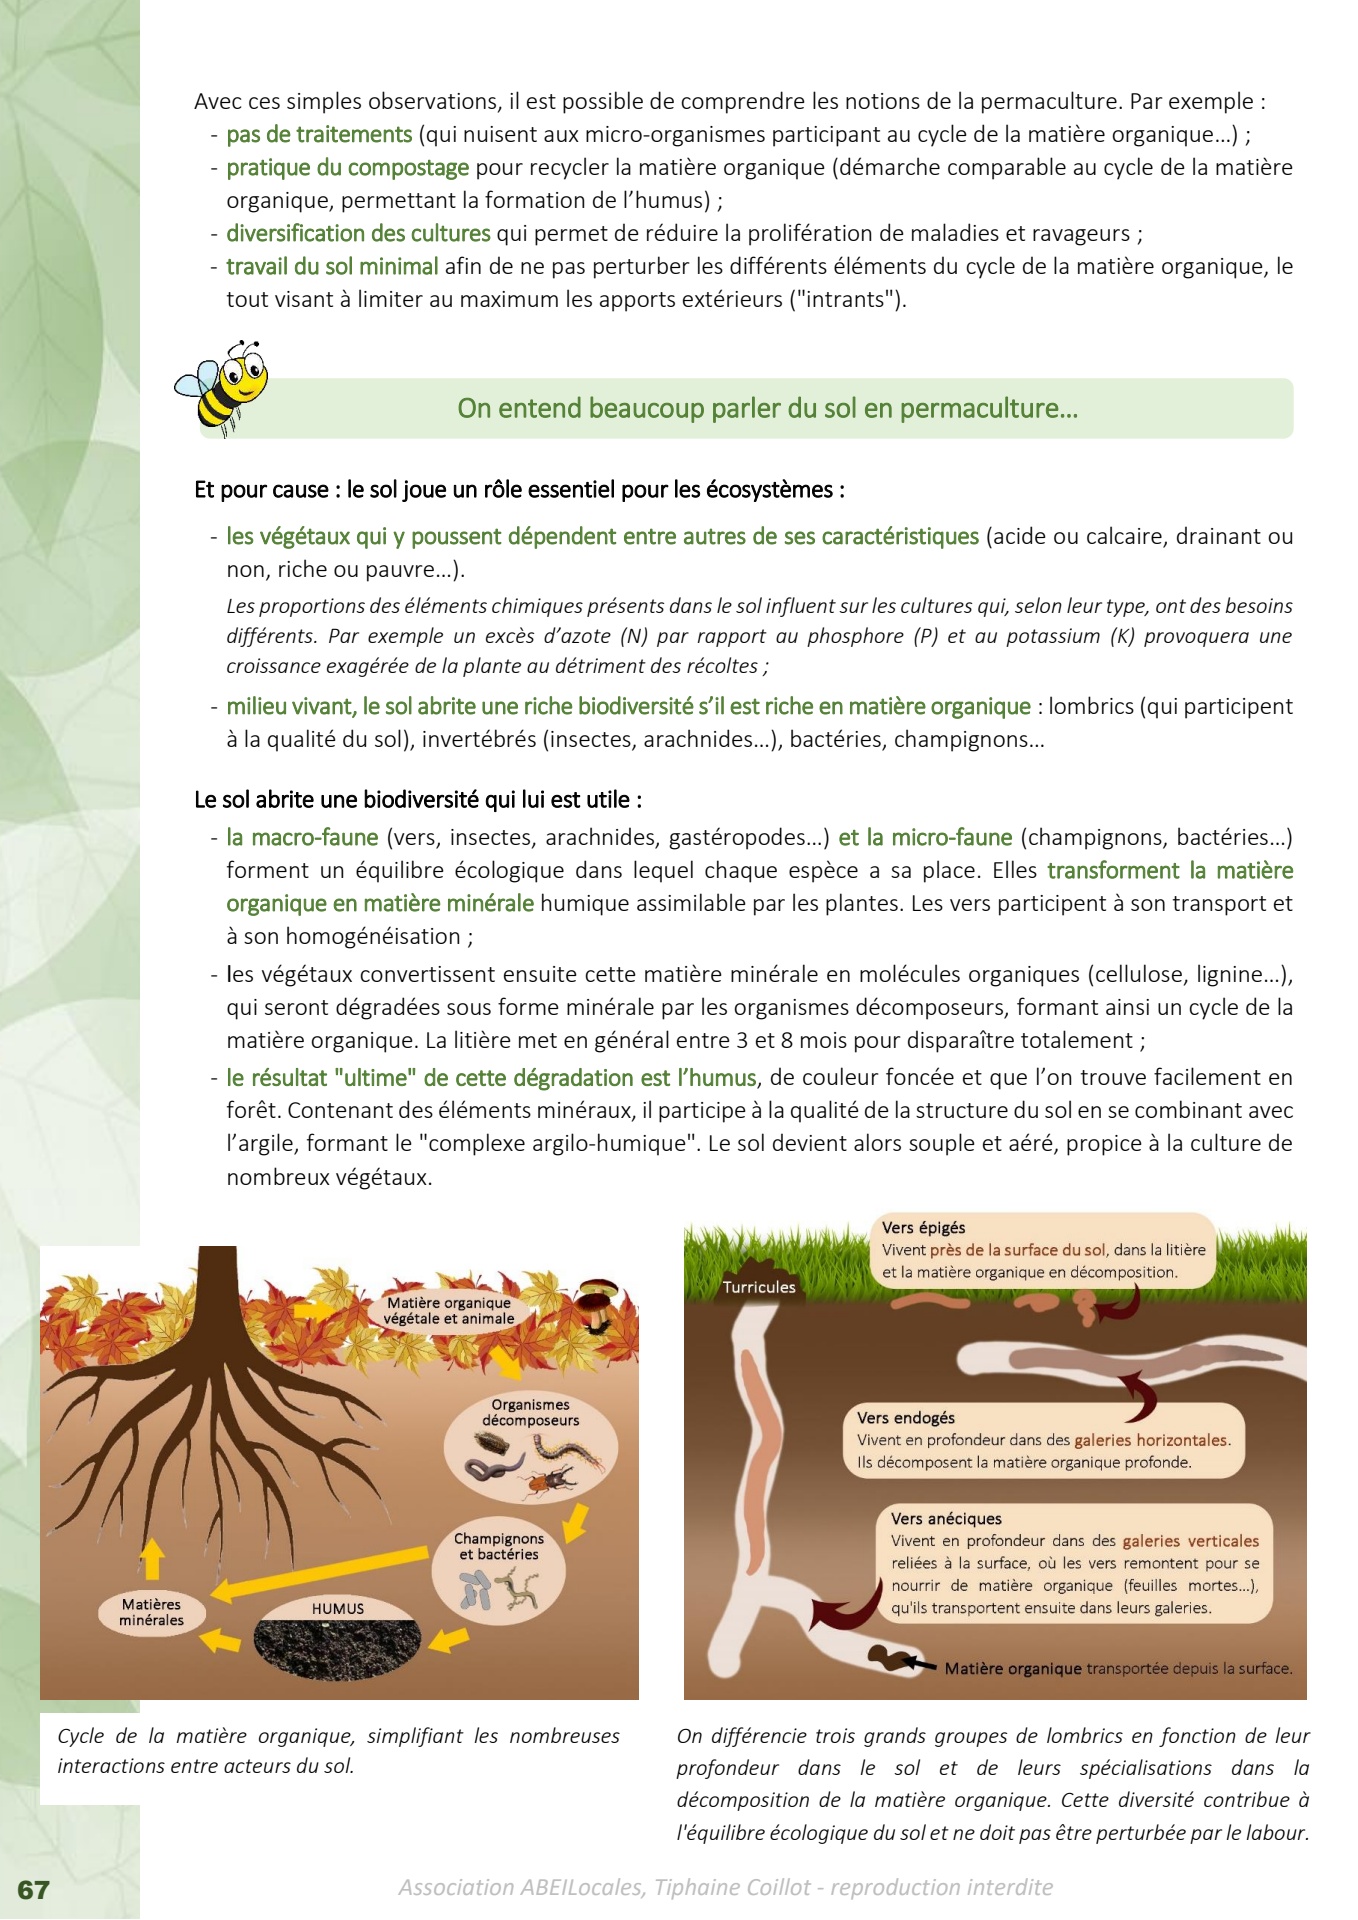 Avec ces simples observations, il est possible de comprendre les notions de la permaculture. Par exemple :
- pas de traitements (qui nuisent aux micro-organismes participant au cycle de la matière organique...) ;
- pratique du compostage pour recycler la matière organique (démarche comparable au cycle de la matière
organique, permettant la formation de l’humus) ;
- diversification des cultures qui permet de réduire la prolifération de maladies et ravageurs ;
- travail du sol minimal afin de ne pas perturber les différents éléments du cycle de la matière organique, le
tout visant à limiter au maximum les apports extérieurs ("intrants").
On entend beaucoup parler du sol en permaculture...
Et pour cause : le sol joue un rôle essentiel pour les écosystèmes :
- les végétaux qui y poussent dépendent entre autres de ses caractéristiques (acide ou calcaire, drainant ou
non, riche ou pauvre...).
Les proportions des éléments chimiques présents dans le sol influent sur les cultures qui, selon leur type, ont des besoins
différents. Par exemple un excès d’azote (N) par rapport au phosphore (P) et au potassium (K) provoquera une
croissance exagérée de la plante au détriment des récoltes ;
- milieu vivant, le sol abrite une riche biodiversité s’il est riche en matière organique : lombrics (qui participent
à la qualité du sol), invertébrés (insectes, arachnides...), bactéries, champignons...
Le sol abrite une biodiversité qui lui est utile :
- la macro-faune (vers, insectes, arachnides, gastéropodes...) et la micro-faune (champignons, bactéries...)
forment un équilibre écologique dans lequel chaque espèce a sa place. Elles transforment la matière
organique en matière minérale humique assimilable par les plantes. Les vers participent à son transport et
à son homogénéisation ;
- les végétaux convertissent ensuite cette matière minérale en molécules organiques (cellulose, lignine...),
qui seront dégradées sous forme minérale par les organismes décomposeurs, formant ainsi un cycle de la
matière organique. La litière met en général entre 3 et 8 mois pour disparaître totalement ;
- le résultat "ultime" de cette dégradation est l’humus, de couleur foncée et que l’on trouve facilement en
forêt. Contenant des éléments minéraux, il participe à la qualité de la structure du sol en se combinant avec
l’argile, formant le "complexe argilo-humique". Le sol devient alors souple et aéré, propice à la culture de
nombreux végétaux.
Matière organique
végétale et animale
Organismes
décomposeurs
Champignons
et bactéries
HUMUS
Matières
minérales
Cycle de la matière organique, simplifiant les nombreuses
interactions entre acteurs du sol.
Turricules
Vers épigés
Vivent près de la surface du sol, dans la litière
et la matière organique en décomposition.
Vers endogés
Vivent en profondeur dans des galeries horizontales.
Ils décomposent la matière organique profonde.
Vers anéciques
Vivent en profondeur dans des galeries verticales
reliées à la surface, où les vers remontent pour se
nourrir de matière organique (feuilles mortes...),
qu'ils transportent ensuite dans leurs galeries.
Matière organique transportée depuis la surface.
On différencie trois grands groupes de lombrics en fonction de leur
profondeur dans le sol et de leurs spécialisations dans la
décomposition de la matière organique. Cette diversité contribue à
l'équilibre écologique du sol et ne doit pas être perturbée par le labour.
67
Association ABEILocales, Tiphaine Coillot - reproduction interdite